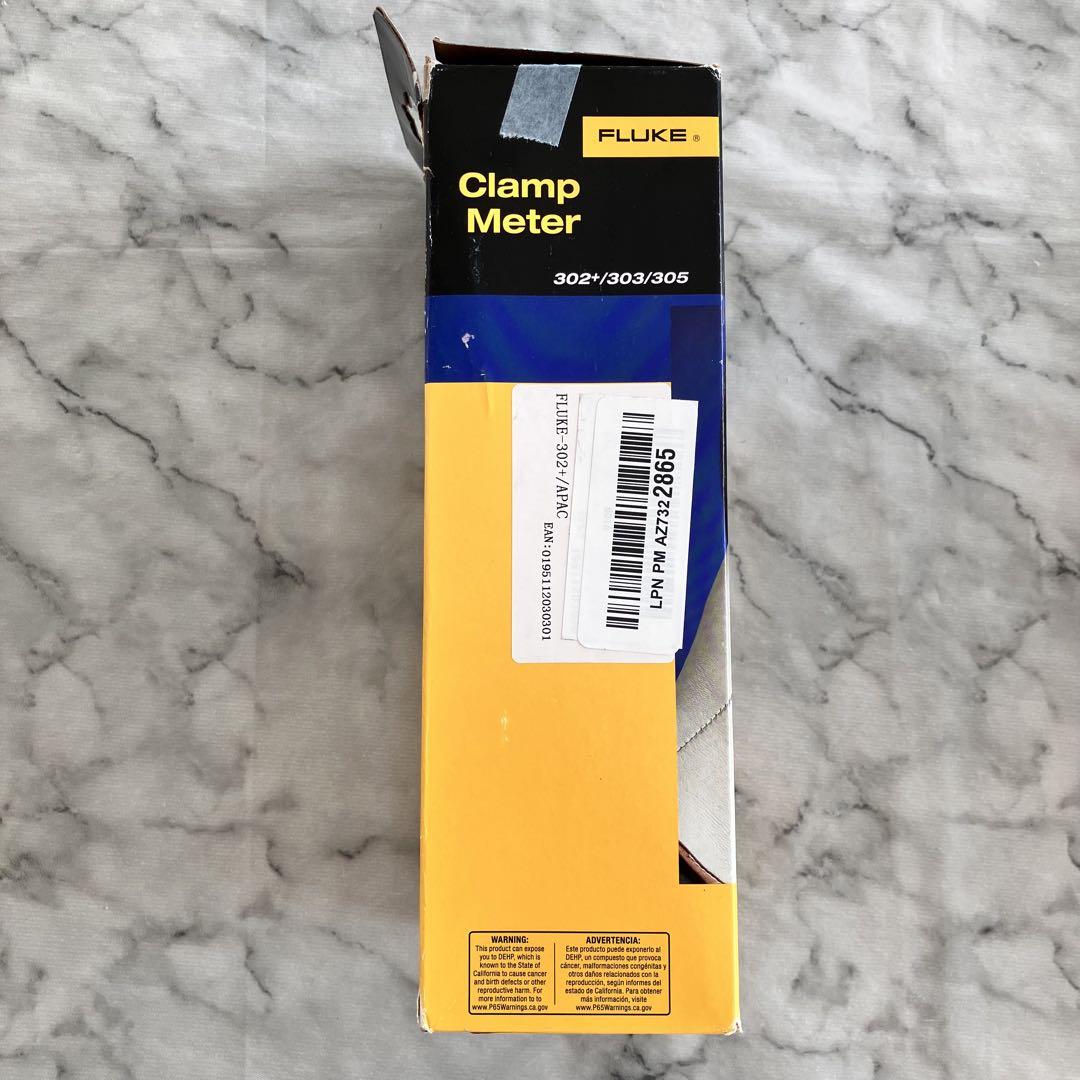 FLUKE®
Clamp
Meter
302+/303/305
FLUKE-302+/APAC
EAN:0195112030301
LPN PM AZ7322865
WARNING:
This product can expose
you to DEHP, which is
known to the State of
California to cause cancer
and birth defects or other
reproductive harm. For
more information to to
www.P65Warnings.ca.gov
ADVERTENCIA:
Este producto puede exponerlo al
DEHP, un compuesto que provoca
cáncer, malformaciones congénitas y
otros daños relacionados con la
reproducción, según informes del
estado de California. Para obtener
más información, visite
www.P65Warnings.ca.gov